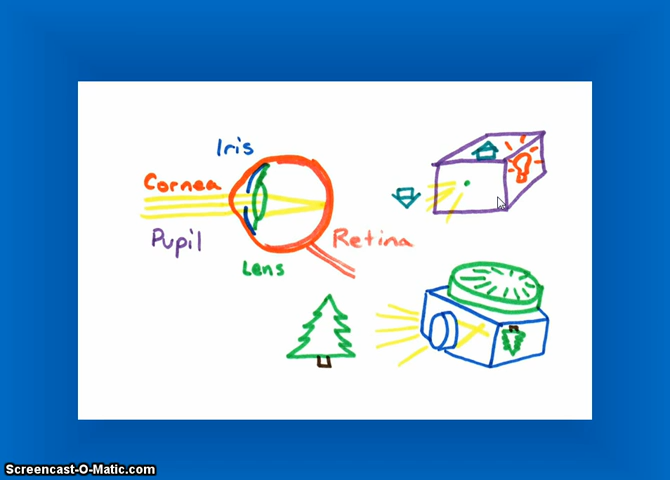 Iris
Cornea
Pupil
Retina
Lens
Screencast-O-Matic.com